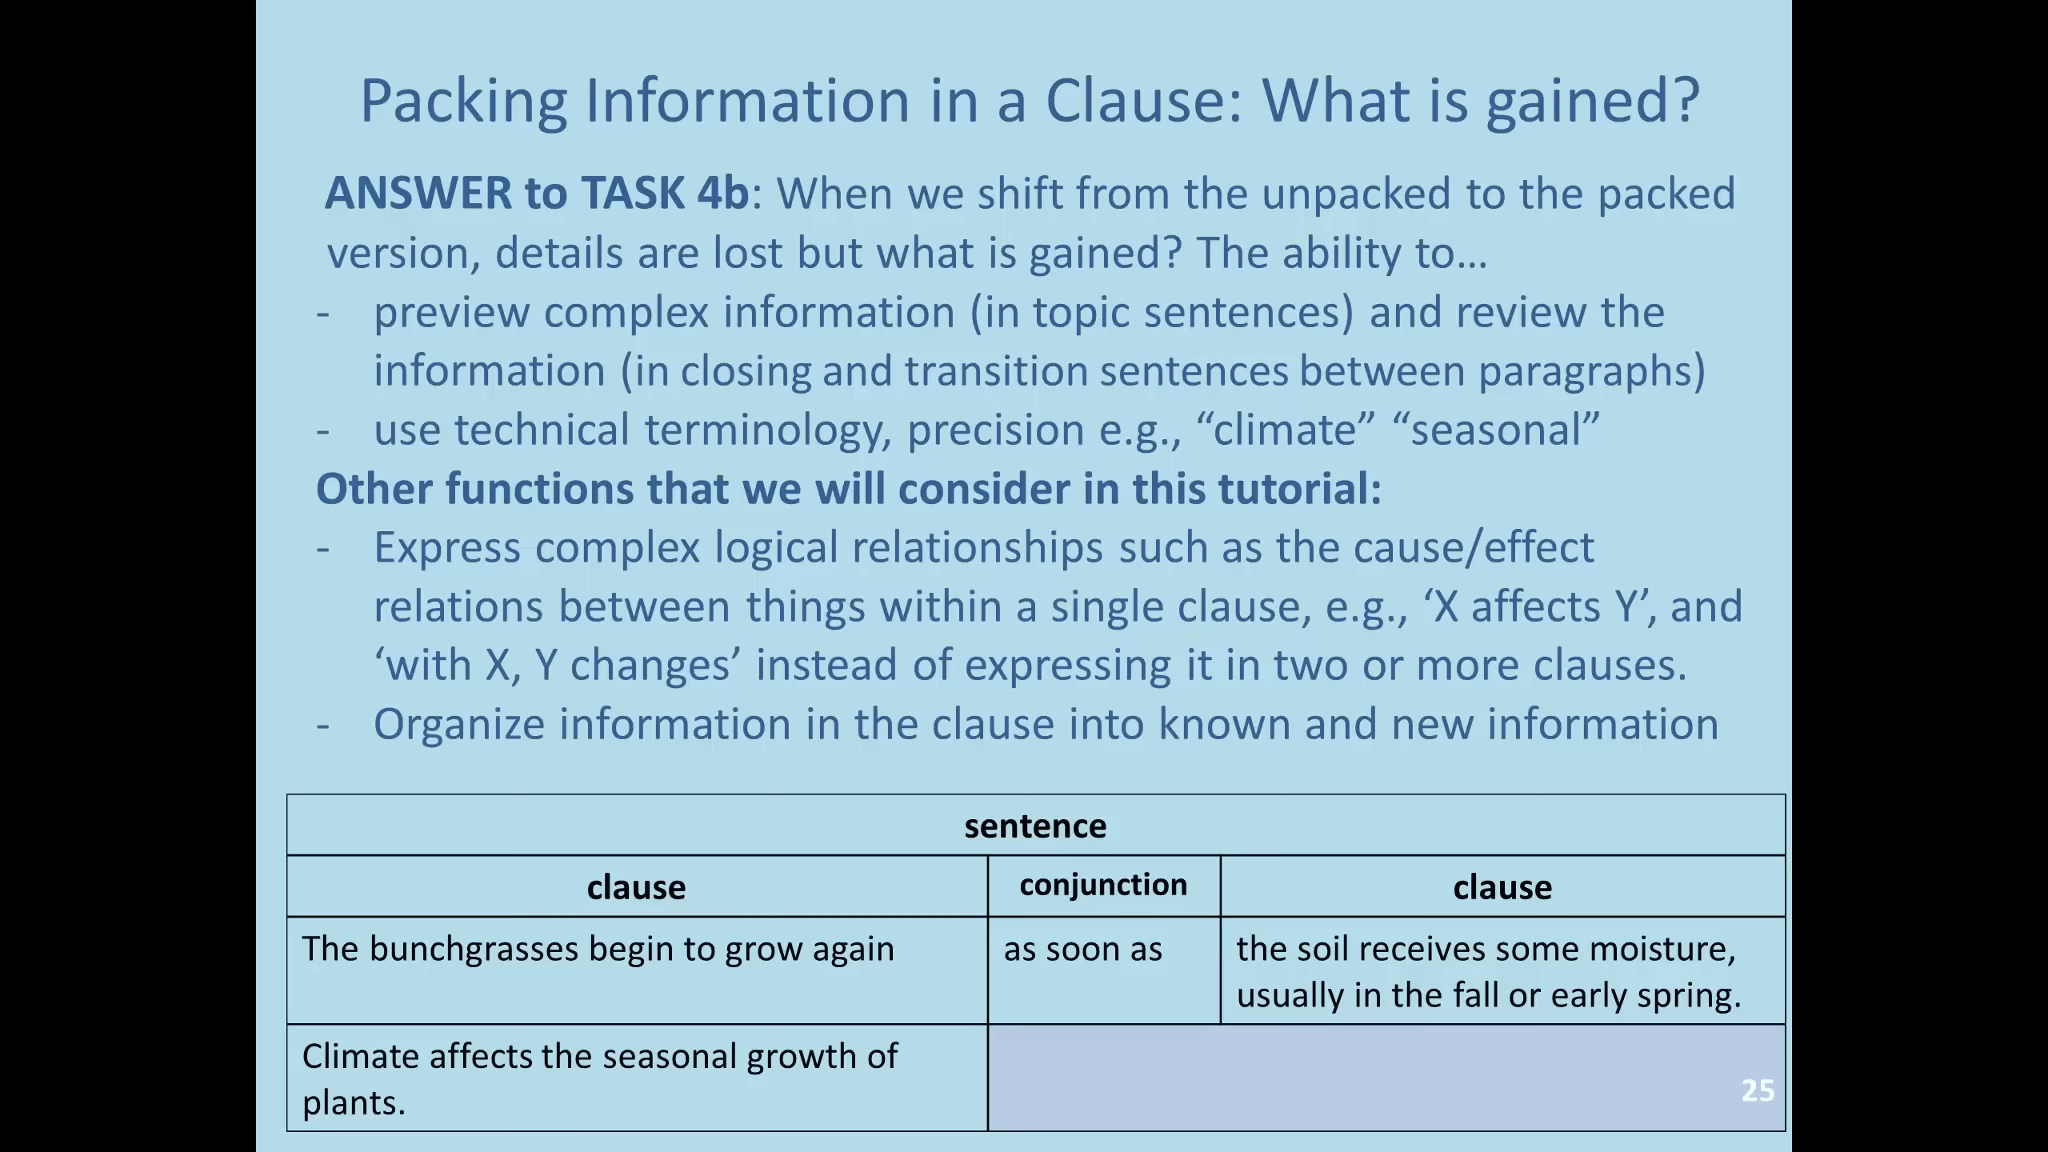 Packing Information in a Clause: What is gained?
ANSWER to TASK 4b: When we shift from the unpacked to the packed
version, details are lost but what is gained? The ability to…
- preview complex information (in topic sentences) and review the
information (in closing and transition sentences between paragraphs)
- use technical terminology, precision e.g., “climate” “seasonal”
Other functions that we will consider in this tutorial:
- Express complex logical relationships such as the cause/effect
relations between things within a single clause, e.g., ‘X affects Y’, and
‘with X, Y changes’ instead of expressing it in two or more clauses.
- Organize information in the clause into known and new information
sentence
clause conjunction clause
The bunchgrasses begin to grow again as soon as the soil receives some moisture,
usually in the fall or early spring.
Climate affects the seasonal growth of
plants.
25